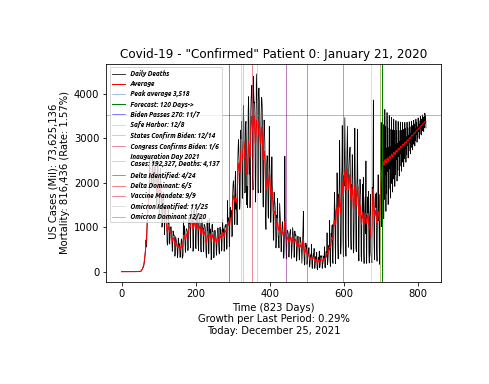 Covid-19 - "Confirmed" Patient 0: January 21, 2020
Daily Deaths
Average
Peak average 3,518
Forecast: 120 Days->
Biden Passes 270: 11/7
Safe Harbor: 12/8
States Confirm Biden: 12/14
Congress Confirms Biden: 1/6
Inauguration Day 2021
Cases: 192,327, Deaths: 4,137
Delta Identified: 4/24
Delta Dominant: 6/5
Vaccine Mandate: 9/9
Omicron Identified: 11/25
Omicron Dominant 12/20
4000
3000
2000
1000
0
US Cases (Mil): 73,625,136
Mortality: 816,436 (Rate: 1.57%)
0 200 400 600 800
Time (823 Days)
Growth per Last Period: 0.29%
Today: December 25, 2021